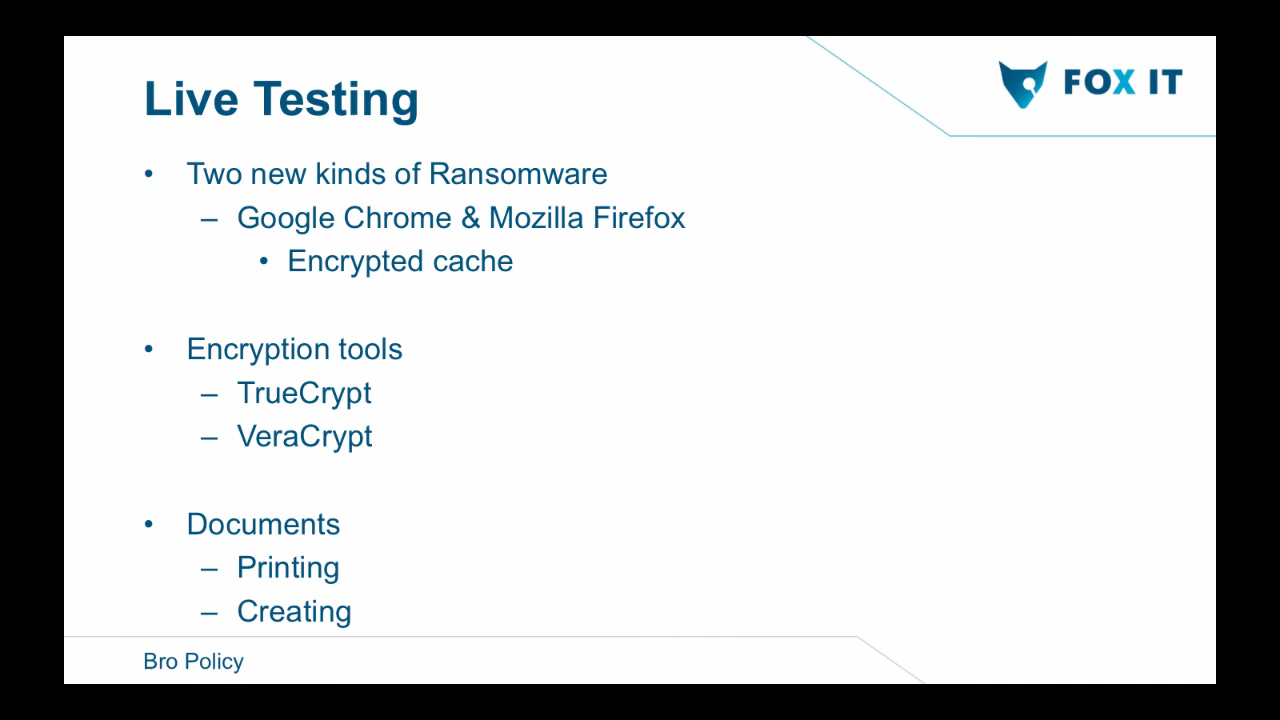 FOX IT
Live Testing
• Two new kinds of Ransomware
– Google Chrome & Mozilla Firefox
• Encrypted cache
• Encryption tools
– TrueCrypt
– VeraCrypt
• Documents
– Printing
– Creating
Bro Policy